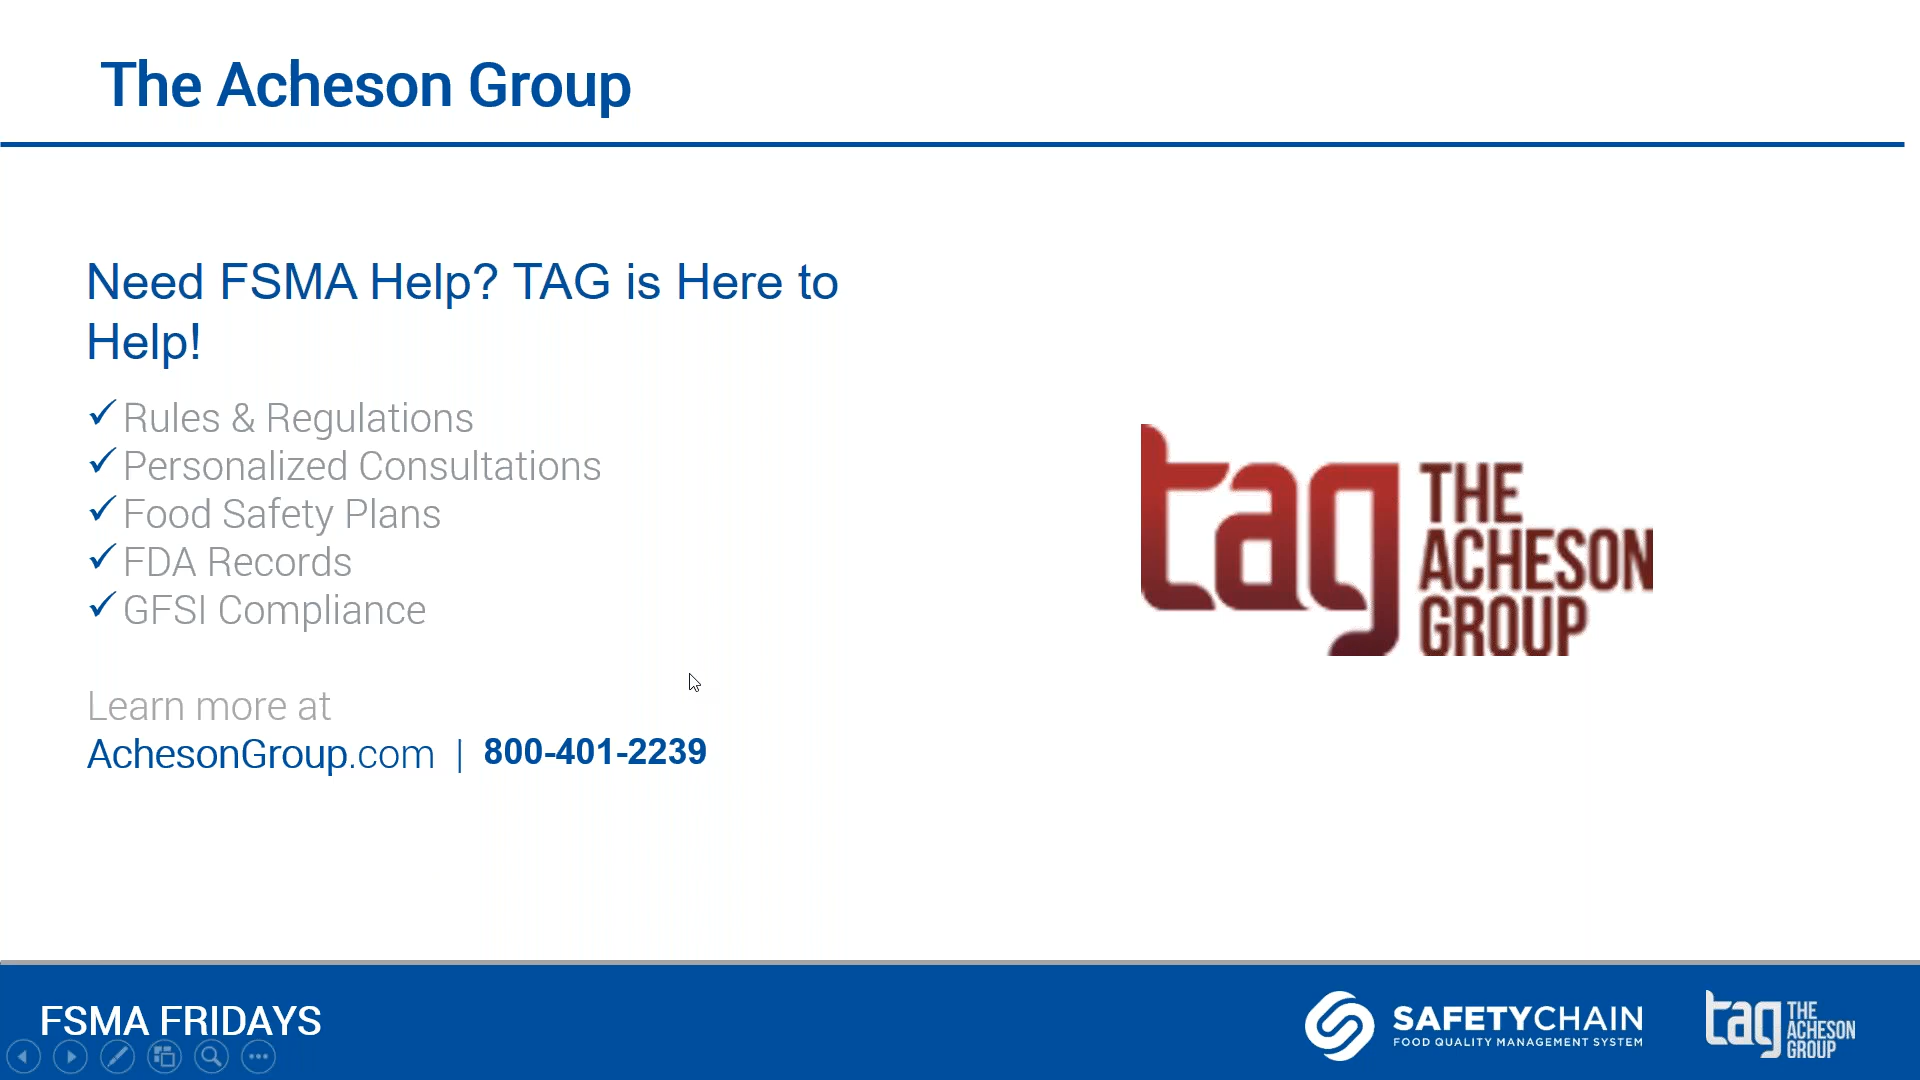 The Acheson Group
Need FSMA Help? TAG is Here to
Help!
Rules & Regulations
Personalized Consultations
Food Safety Plans
FDA Records
GFSI Compliance
Learn more at
AchesonGroup.com | 800-401-2239
tag
THE
ACHESON
GROUP
FSMA FRIDAYS
SAFETYCHAIN
FOOD QUALITY MANAGEMENT SYSTEM
tag
THE
ACHESON
GROUP